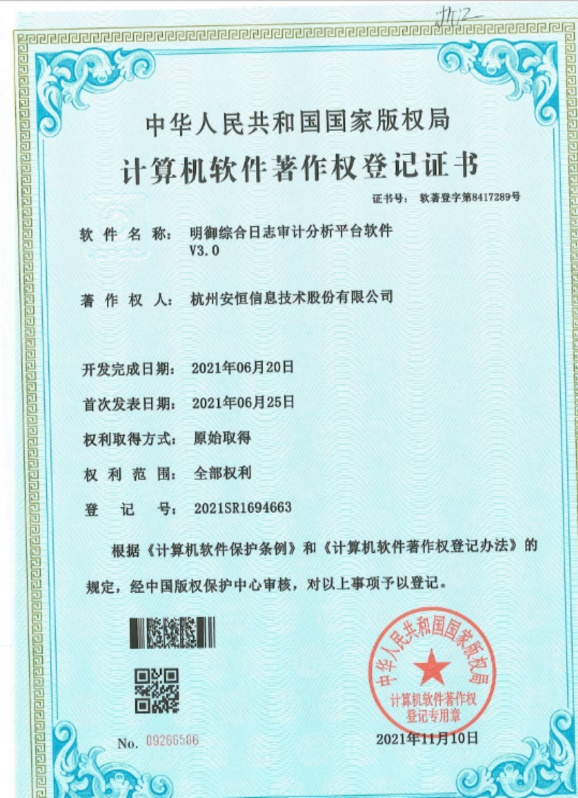 浙江
中华人民共和国国家版权局
计算机软件著作权登记证书
证书号： 软著登字第8417289号
软件名称： 明御综合日志审计分析平台软件
V3.0
著作权人： 杭州安恒信息技术股份有限公司
开发完成日期： 2021年06月20日
首次发表日期： 2021年06月25日
权利取得方式： 原始取得
权利范围： 全部权利
登记号： 2021SR1694663
根据《计算机软件保护条例》和《计算机软件著作权登记办法》的
规定，经中国版权保护中心审核，对以上事项予以登记。
中华人民共和国国家版权局
计算机软件著作权
登记专用章
No. 09266586
2021年11月10日